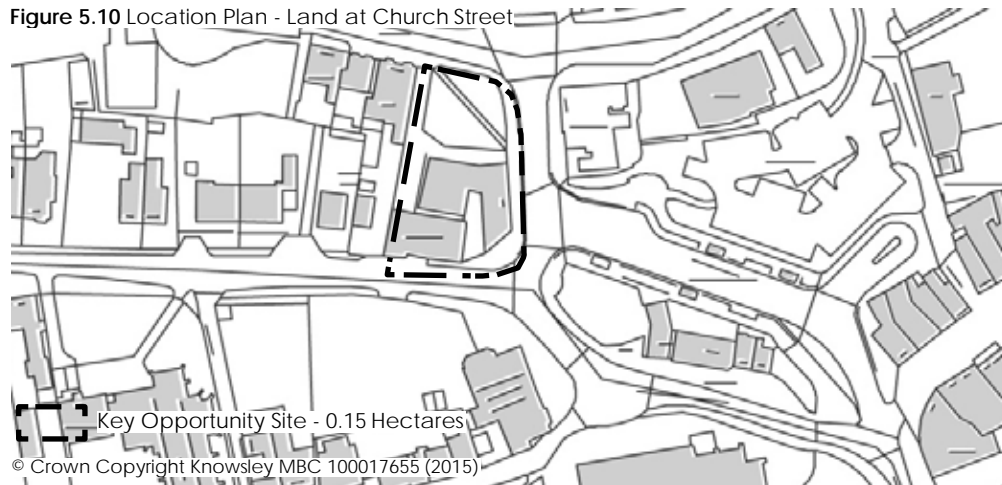 Figure 5.10 Location Plan - Land at Church Street
Key Opportunity Site - 0.15 Hectares
© Crown Copyright Knowsley MBC 100017655 (2015)